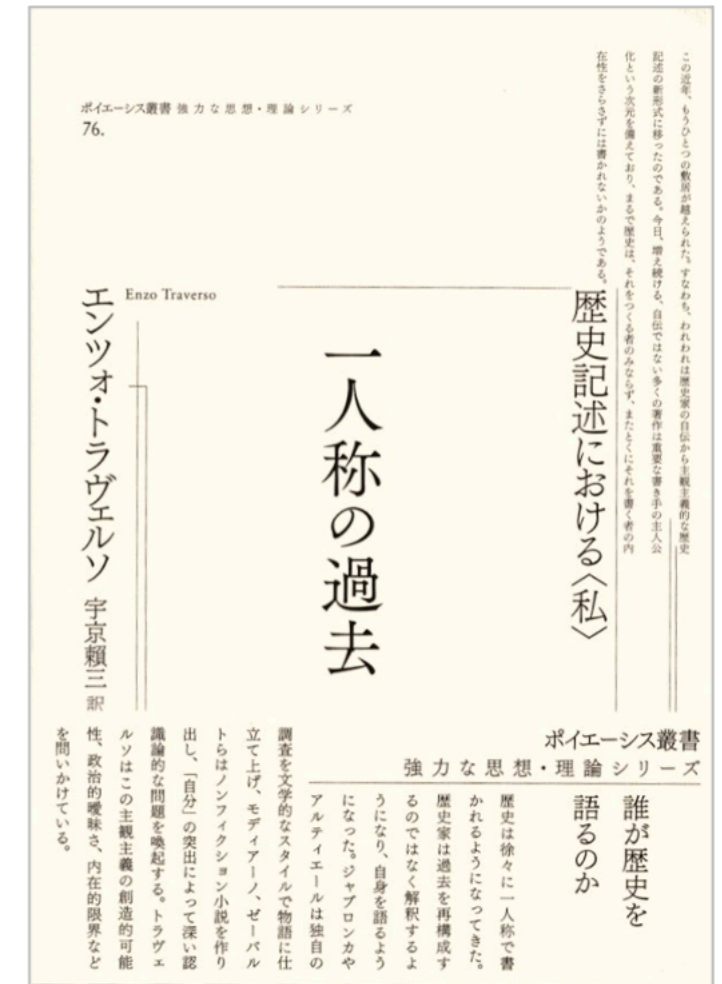 ポイエーシス叢書 強力な思想・理論シリーズ
76.
この近年、もうひとつの敷居が越えられた。すなわち、われわれは歴史家の自伝から主観主義的な歴史
記述の新形式に移ったのである。今日、増え続ける、自伝ではない多くの著作は重要な書き手の主人公
化という次元を備えており、まるで歴史は、それをつくる者のみならず、またとくにそれを書く者の内
在性をさらさずには書かれないかのようである。
歴史記述における〈私〉
一人称の過去
Enzo Traverso
エンツォ・トラヴェルソ 宇京賴三 訳
ポイエーシス叢書
強力な思想・理論シリーズ
誰が歴史を
語るのか
歴史は徐々に一人称で書
かれるようになってきた。
歴史家は過去を再構成す
るのではなく解釈するよ
うになり、自身を語るよう
になった。ジャブロンカや
アルティエールは独自の
調査を文学的なスタイルで物語に仕
立て上げ、モディアーノ、ゼーバル
トらはノンフィクション小説を作り
出し、「自分」の突出によって深い認
識論的な問題を喚起する。トラヴェ
ルソはこの主観主義の創造的可能
性、政治的曖昧さ、内在的限界など
を問いかけている。